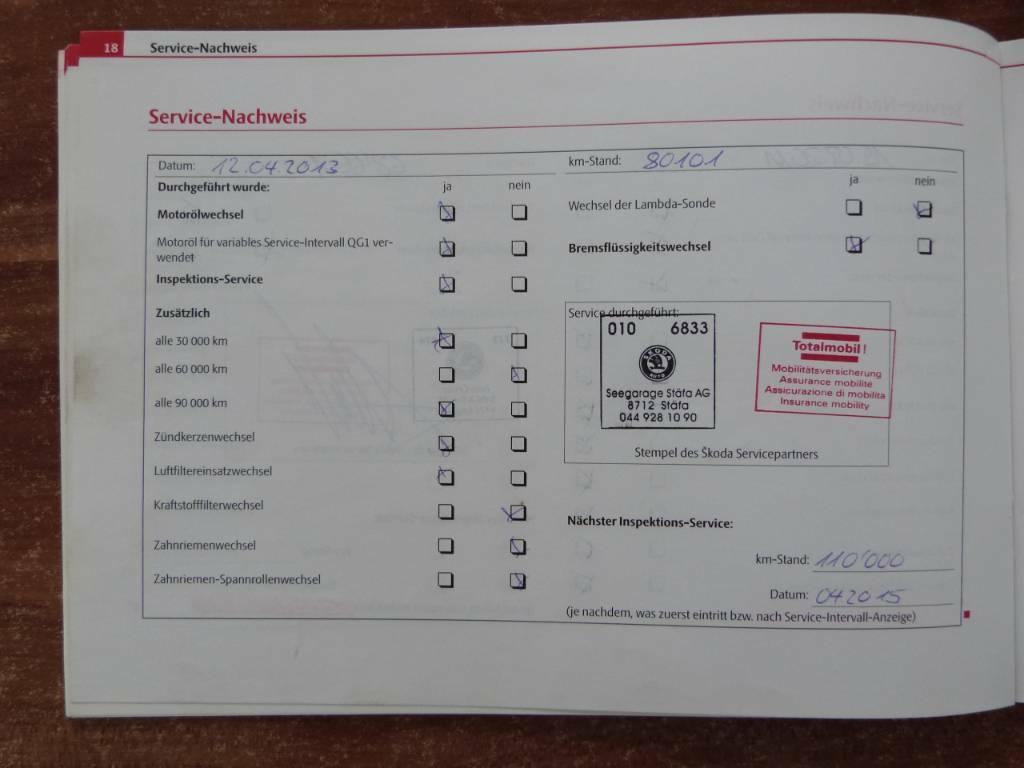 18 Service-Nachweis
Service-Nachweis
Datum: 12.04.2013
Durchgeführt wurde: ja nein
Motorölwechsel
Motoröl für variables Service-Intervall QG1 ver-
wendet
Inspektions-Service
Zusätzlich
alle 30 000 km
alle 60 000 km
alle 90 000 km
Zündkerzenwechsel
Luftfiltereinsatzwechsel
Kraftstofffilterwechsel
Zahnriemenwechsel
Zahnriemen-Spannrollenwechsel
km-Stand: 80101
ja nein
Wechsel der Lambda-Sonde
Bremsflüssigkeitswechsel
Service durchgeführt:
010 6833
SKODA
AUTO
Seegarage Stäfa AG
8712 Stäfa
044 928 10 90
Totalmobil!
Mobilitätsversicherung
Assurance mobilité
Assicurazione di mobilita
Insurance mobility
Stempel des Škoda Servicepartners
Nächster Inspektions-Service:
km-Stand: 110'000
Datum: 04.2015
(je nachdem, was zuerst eintritt bzw. nach Service-Intervall-Anzeige)